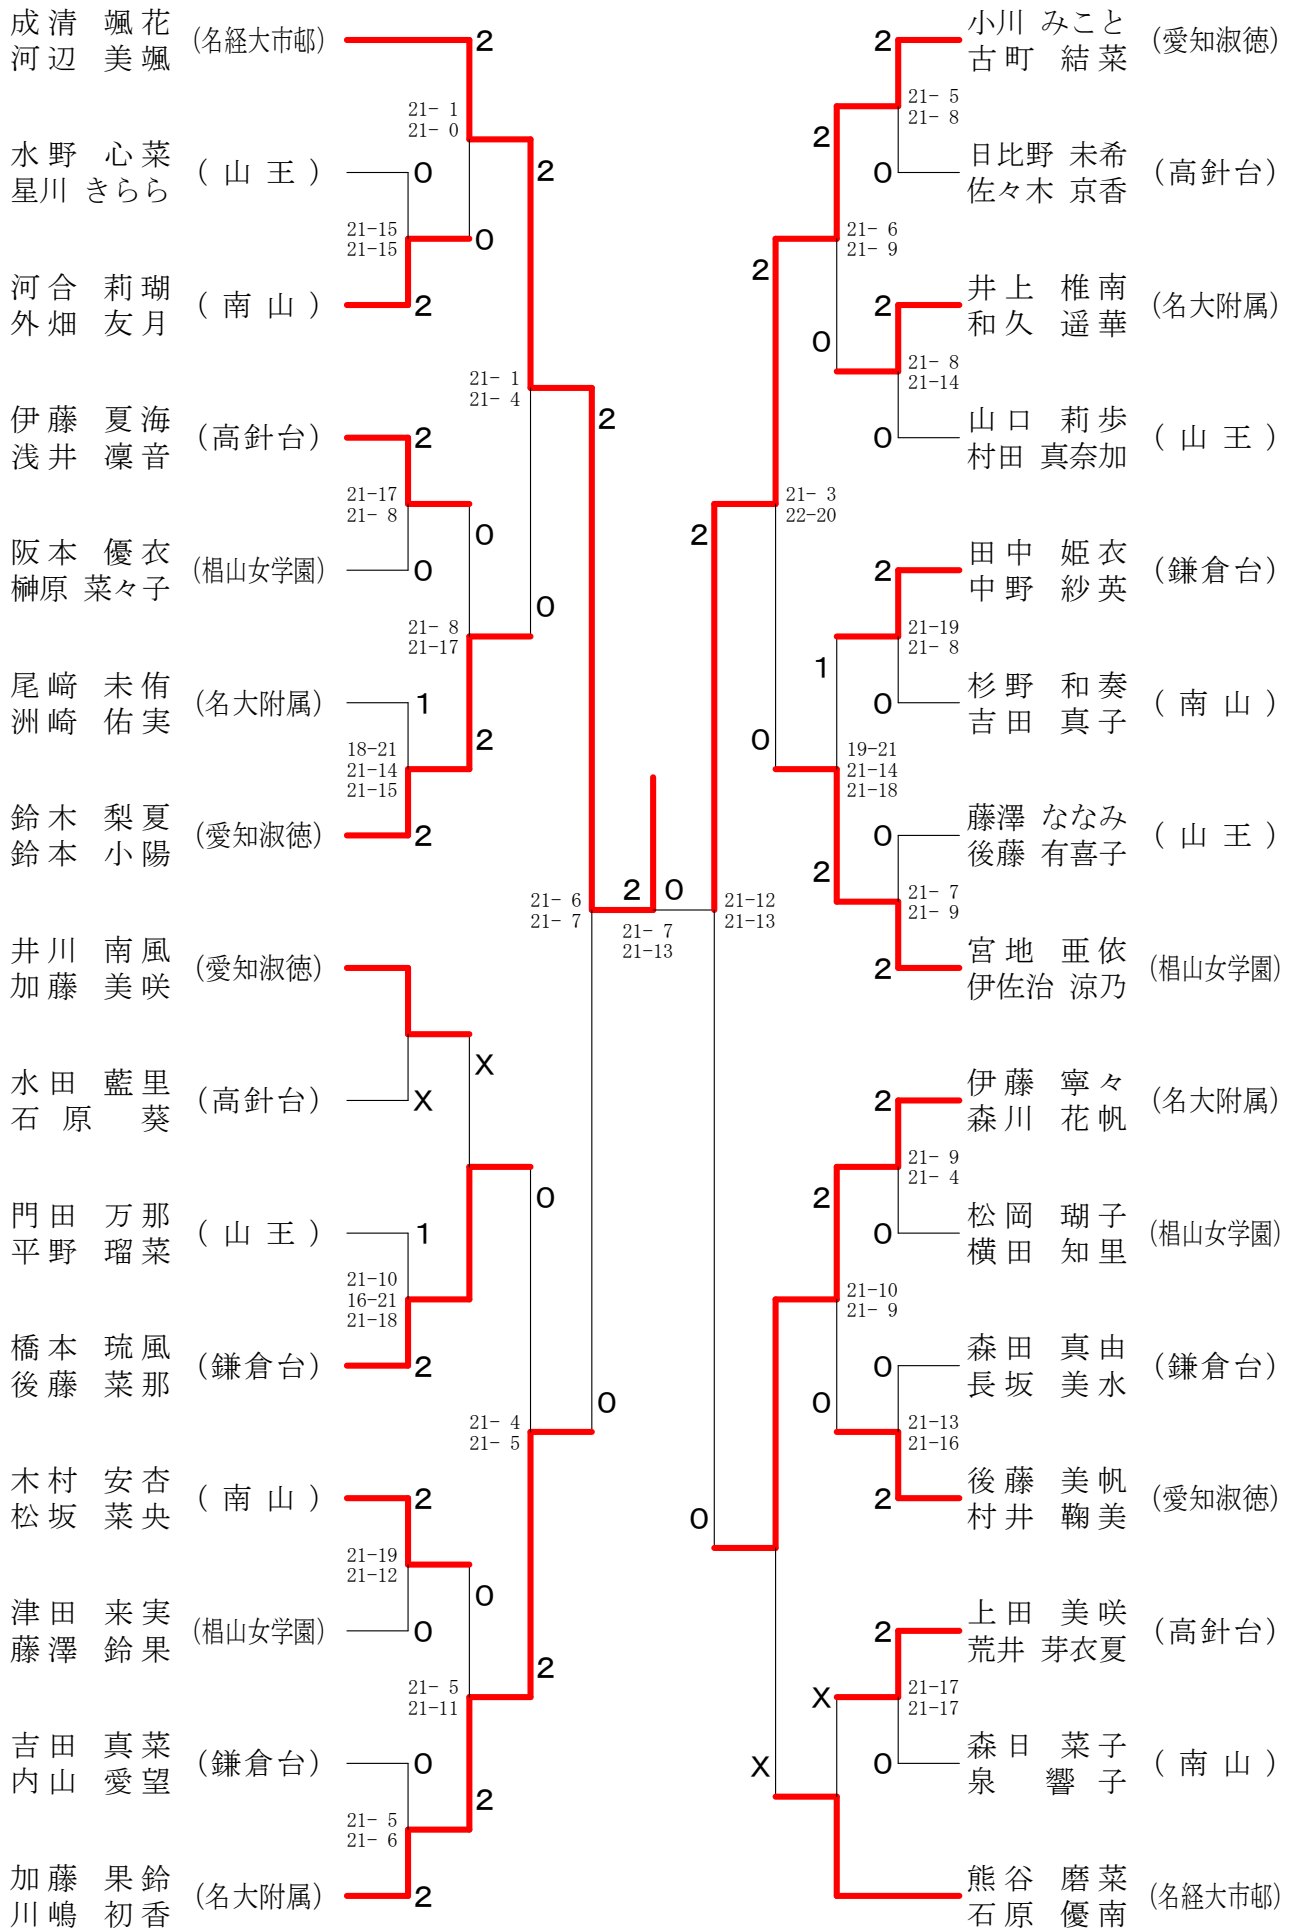 成清 颯花
河辺 美颯
(名経大市邨)
2
21- 1
21- 0
水野 心菜
星川 きらら
(山王)
0
2
21-15
21-15
0
河合 莉瑚
外畑 友月
(南山)
2
21- 1
21- 4
2
伊藤 夏海
浅井 凜音
(高針台)
2
21-17
21- 8
0
阪本 優衣
榊原 菜々子
(椙山女学園)
0
0
21- 8
21-17
尾﨑 未侑
洲崎 佑実
(名大附属)
1
18-21
21-14
21-15
2
鈴木 梨夏
鈴本 小陽
(愛知淑徳)
2
21- 6
21- 7
2
0
21- 7
21-13
井川 南風
加藤 美咲
(愛知淑徳)
X
水田 藍里
石原 葵
(高針台)
X
門田 万那
平野 瑠菜
(山王)
1
0
21-10
16-21
21-18
橋本 琉風
後藤 菜那
(鎌倉台)
2
0
21- 4
21- 5
木村 安杏
松坂 菜央
(南山)
2
21-19
21-12
0
津田 来実
藤澤 鈴果
(椙山女学園)
0
2
21- 5
21-11
吉田 真菜
内山 愛望
(鎌倉台)
0
2
21- 5
21- 6
加藤 果鈴
川嶋 初香
(名大附属)
2
2
小川 みこと
古町 結菜
(愛知淑徳)
21- 5
21- 8
2
0
日比野 未希
佐々木 京香
(高針台)
21- 6
21- 9
2
2
井上 椎南
和久 遥華
(名大附属)
0
21- 8
21-14
0
山口 莉歩
村田 真奈加
(山王)
21- 3
22-20
2
2
田中 姫衣
中野 紗英
(鎌倉台)
21-19
21- 8
1
0
杉野 和奏
吉田 真子
(南山)
0
19-21
21-14
21-18
0
藤澤 ななみ
後藤 有喜子
(山王)
2
21- 7
21- 9
21-12
21-13
2
宮地 亜依
伊佐治 涼乃
(椙山女学園)
2
伊藤 寧々
森川 花帆
(名大附属)
21- 9
21- 4
2
0
松岡 瑚子
横田 知里
(椙山女学園)
21-10
21- 9
0
森田 真由
長坂 美水
(鎌倉台)
0
21-13
21-16
2
後藤 美帆
村井 鞠美
(愛知淑徳)
0
2
上田 美咲
荒井 芽衣夏
(高針台)
X
21-17
21-17
X
0
森日 菜子
泉 響子
(南山)
熊谷 磨菜
石原 優南
(名経大市邨)